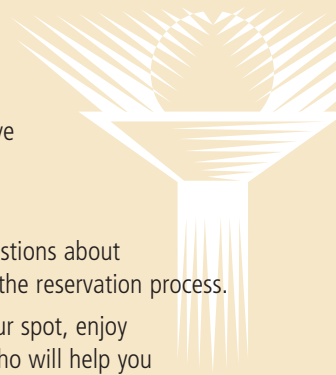 ve
stions about
the reservation process.
ur spot, enjoy
ho will help you